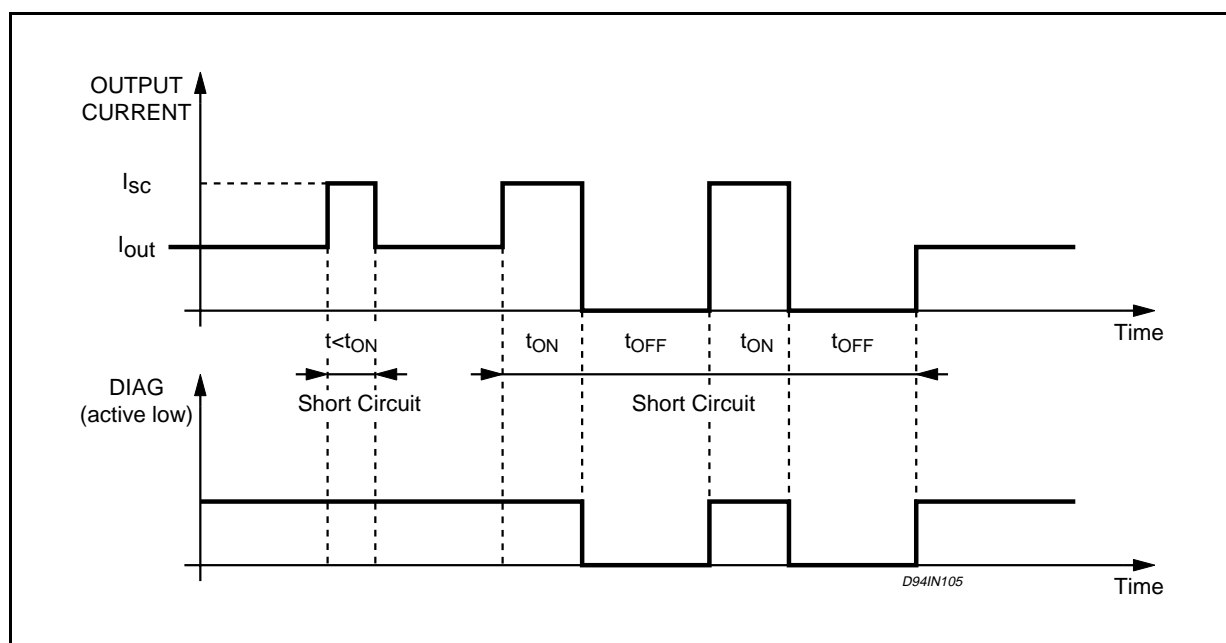 OUTPUT
CURRENT
Isc
Iout
Time
t<tON
tON
tOFF
tON
tOFF
DIAG
(active low)
Short Circuit
Short Circuit
D94IN105
Time